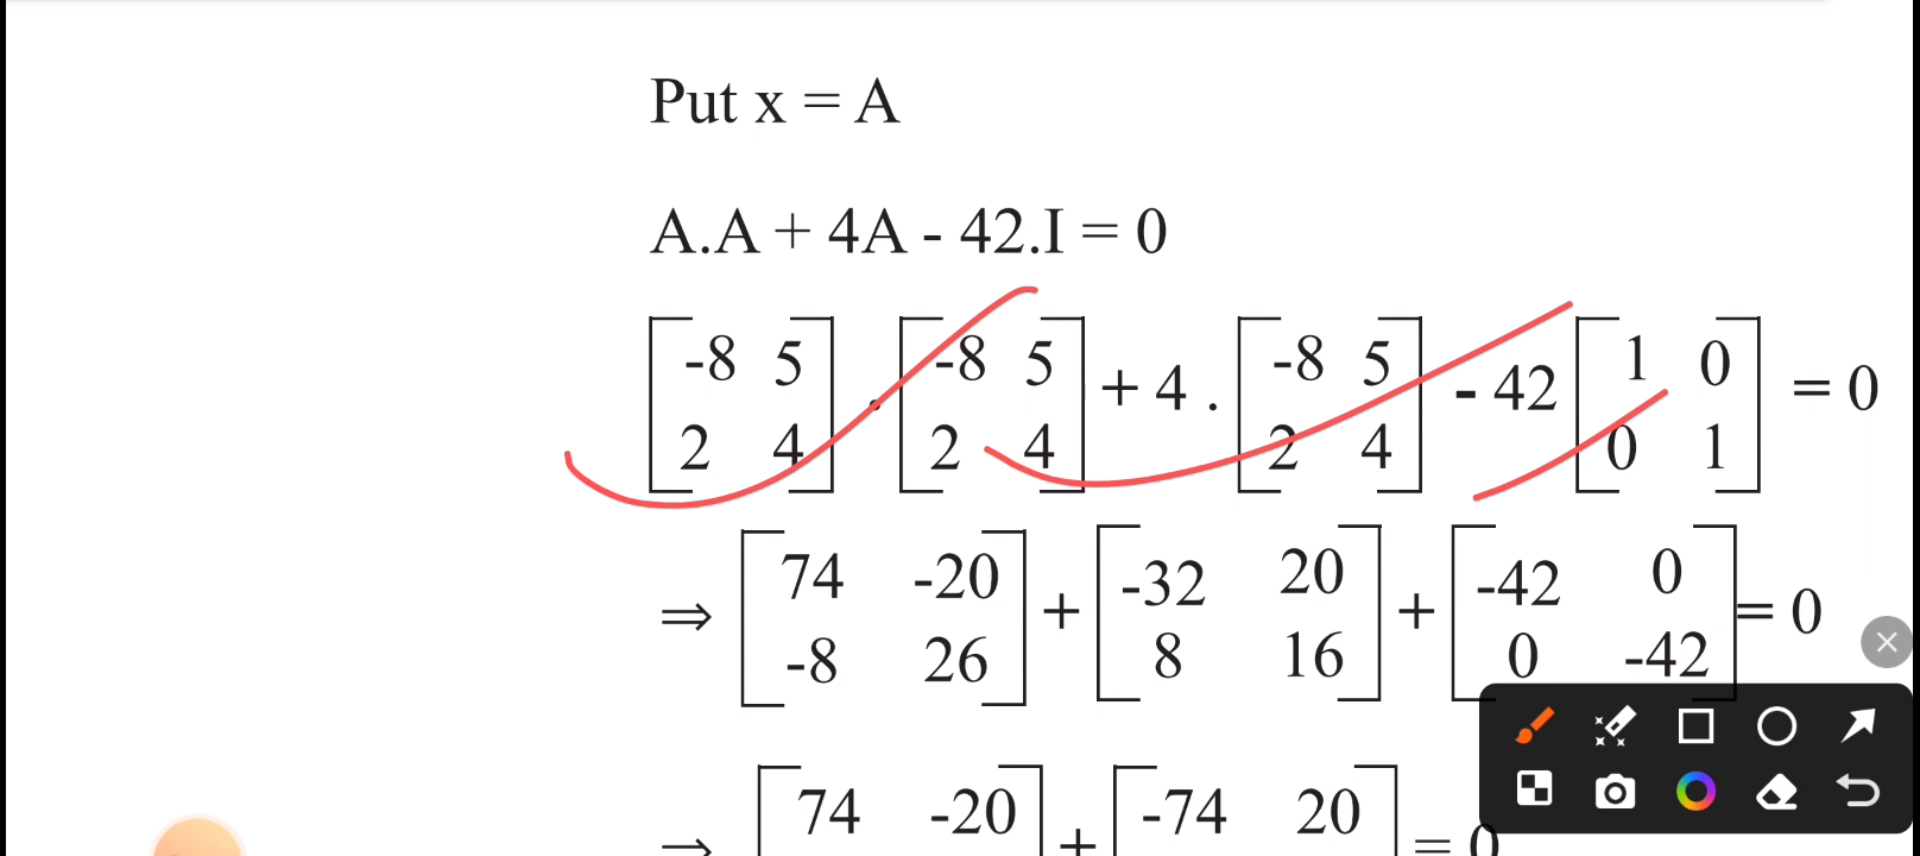 Put x = A
A.A + 4A - 42.I = 0
-8 5 -8 5 -8 5 1 0
. + 4 . - 42 = 0
2 4 2 4 2 4 0 1
74 -20 -32 20 -42 0
⇒ + + = 0
-8 26 8 16 0 -42
74 -20 -74 20
⇒ + = 0